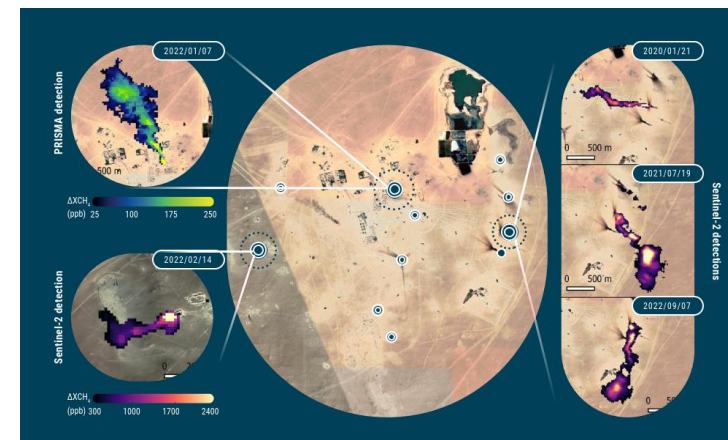 PRISMA detection
2022/01/07
500 m
ΔXCH₄
(ppb) 25 100 175 250
Sentinel-2 detection
2022/02/14
0
ΔXCH₄
(ppb) 300 1000 1700 2400
2020/01/21
0 500 m
2021/07/19
0 500 m
2022/09/07
0
Sentinel-2 detections